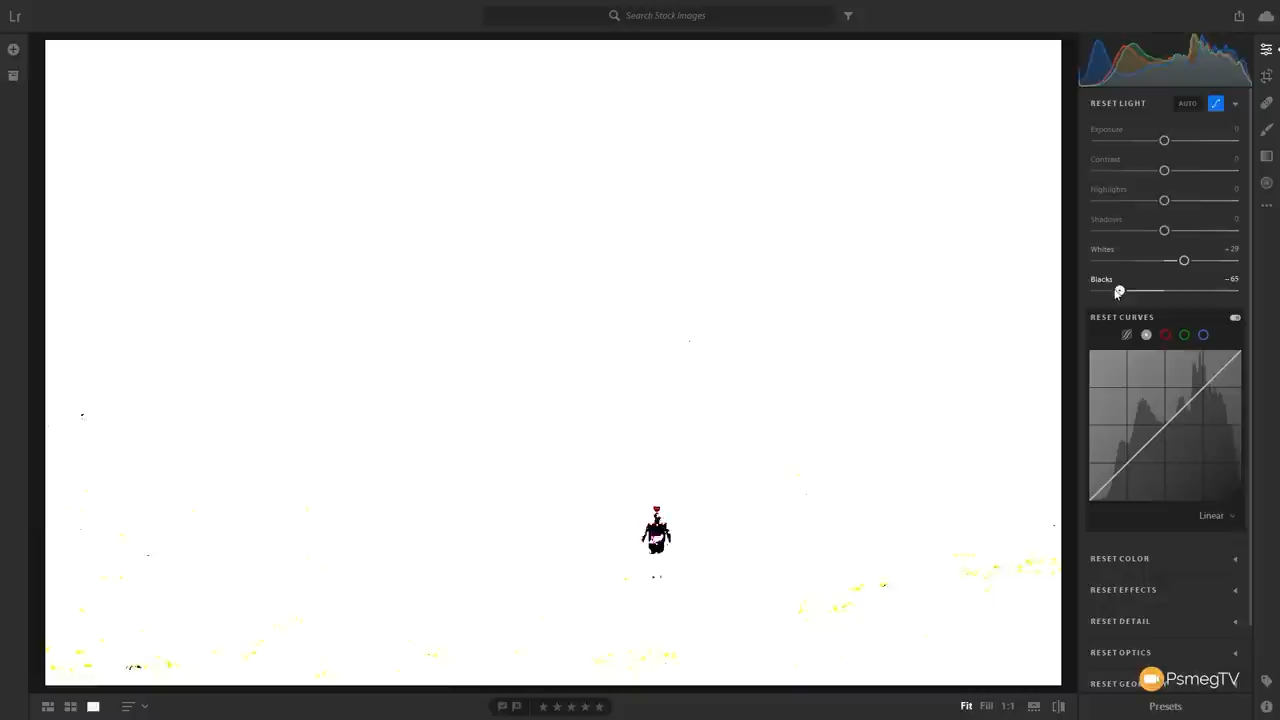 Lr
Search Stock Images
RESET LIGHT AUTO
Exposure 0
Contrast 0
Highlights 0
Shadows 0
Whites +29
Blacks −65
RESET CURVES
Linear
RESET COLOR
RESET EFFECTS
RESET DETAIL
RESET OPTICS
PsmegTV
Fit Fill 1:1
Presets